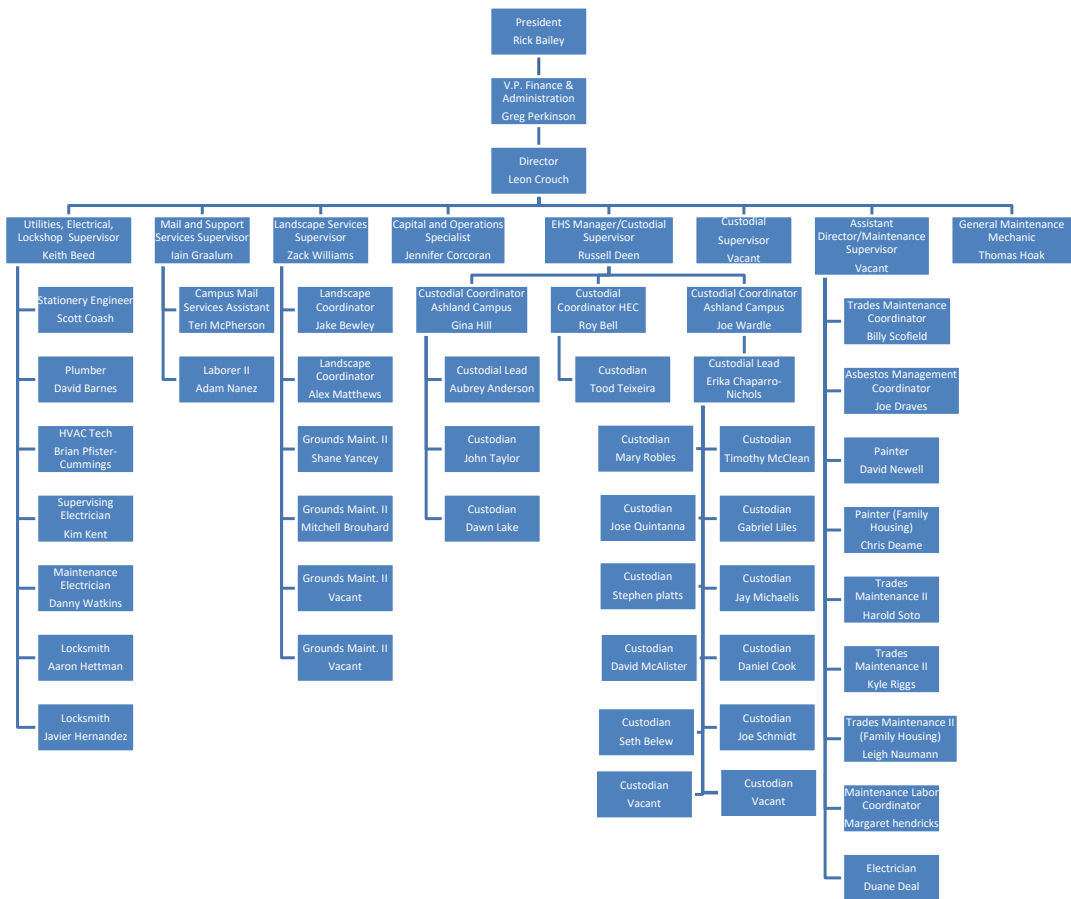 President
Rick Bailey
V.P. Finance &
Administration
Greg Perkinson
Director
Leon Crouch
Utilities, Electrical,
Lockshop Supervisor
Keith Beed
Mail and Support
Services Supervisor
Iain Graalum
Landscape Services
Supervisor
Zack Williams
Capital and Operations
Specialist
Jennifer Corcoran
EHS Manager/Custodial
Supervisor
Russell Deen
Custodial
Supervisor
Vacant
Assistant
Director/Maintenance
Supervisor
Vacant
General Maintenance
Mechanic
Thomas Hoak
Stationery Engineer
Scott Coash
Plumber
David Barnes
HVAC Tech
Brian Pfister-
Cummings
Supervising
Electrician
Kim Kent
Maintenance
Electrician
Danny Watkins
Locksmith
Aaron Hettman
Locksmith
Javier Hernandez
Campus Mail
Services Assistant
Teri McPherson
Laborer II
Adam Nanez
Landscape
Coordinator
Jake Bewley
Landscape
Coordinator
Alex Matthews
Grounds Maint. II
Shane Yancey
Grounds Maint. II
Mitchell Brouhard
Grounds Maint. II
Vacant
Grounds Maint. II
Vacant
Custodial Coordinator
Ashland Campus
Gina Hill
Custodial Lead
Aubrey Anderson
Custodian
John Taylor
Custodian
Dawn Lake
Custodial
Coordinator HEC
Roy Bell
Custodian
Tood Teixeira
Custodial Coordinator
Ashland Campus
Joe Wardle
Custodial Lead
Erika Chaparro-
Nichols
Custodian
Mary Robles
Custodian
Timothy McClean
Custodian
Jose Quintanna
Custodian
Gabriel Liles
Custodian
Stephen platts
Custodian
Jay Michaelis
Custodian
David McAlister
Custodian
Daniel Cook
Custodian
Seth Belew
Custodian
Joe Schmidt
Custodian
Vacant
Custodian
Vacant
Trades Maintenance
Coordinator
Billy Scofield
Asbestos Management
Coordinator
Joe Draves
Painter
David Newell
Painter (Family
Housing)
Chris Deame
Trades
Maintenance II
Harold Soto
Trades
Maintenance II
Kyle Riggs
Trades Maintenance II
(Family Housing)
Leigh Naumann
Maintenance Labor
Coordinator
Margaret hendricks
Electrician
Duane Deal